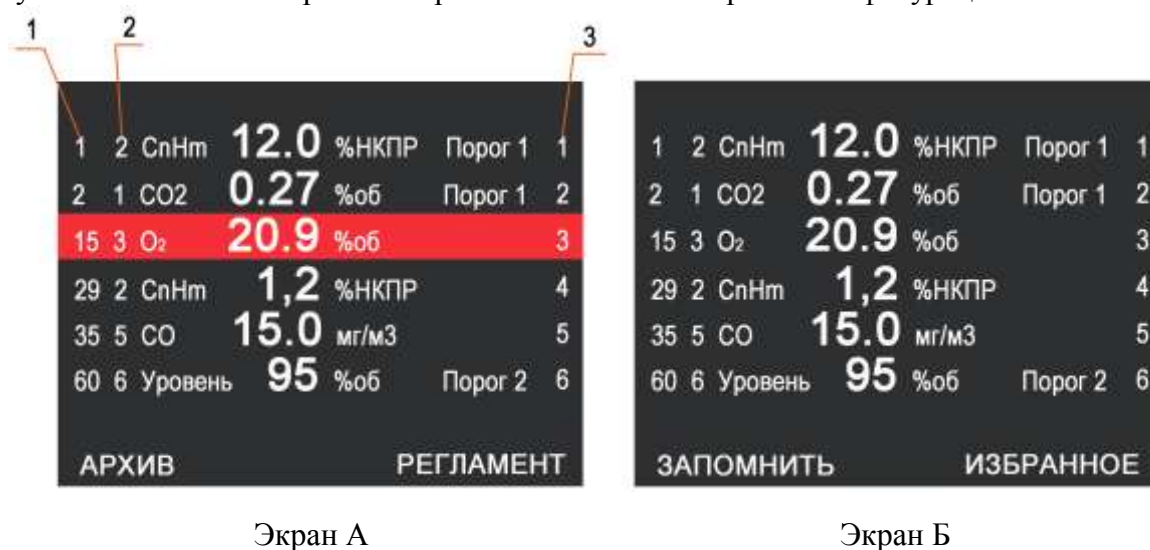 1 2 3
1 2 CnHm 12.0 %НКПР Порог 1 1
2 1 CO2 0.27 %об Порог 1 2
15 3 O₂ 20.9 %об 3
29 2 CnHm 1,2 %НКПР 4
35 5 CO 15.0 мг/м3 5
60 6 Уровень 95 %об Порог 2 6
АРХИВ РЕГЛАМЕНТ
1 2 CnHm 12.0 %НКПР Порог 1 1
2 1 CO2 0.27 %об Порог 1 2
15 3 O₂ 20.9 %об 3
29 2 CnHm 1,2 %НКПР 4
35 5 CO 15.0 мг/м3 5
60 6 Уровень 95 %об Порог 2 6
ЗАПОМНИТЬ ИЗБРАННОЕ
Экран А Экран Б